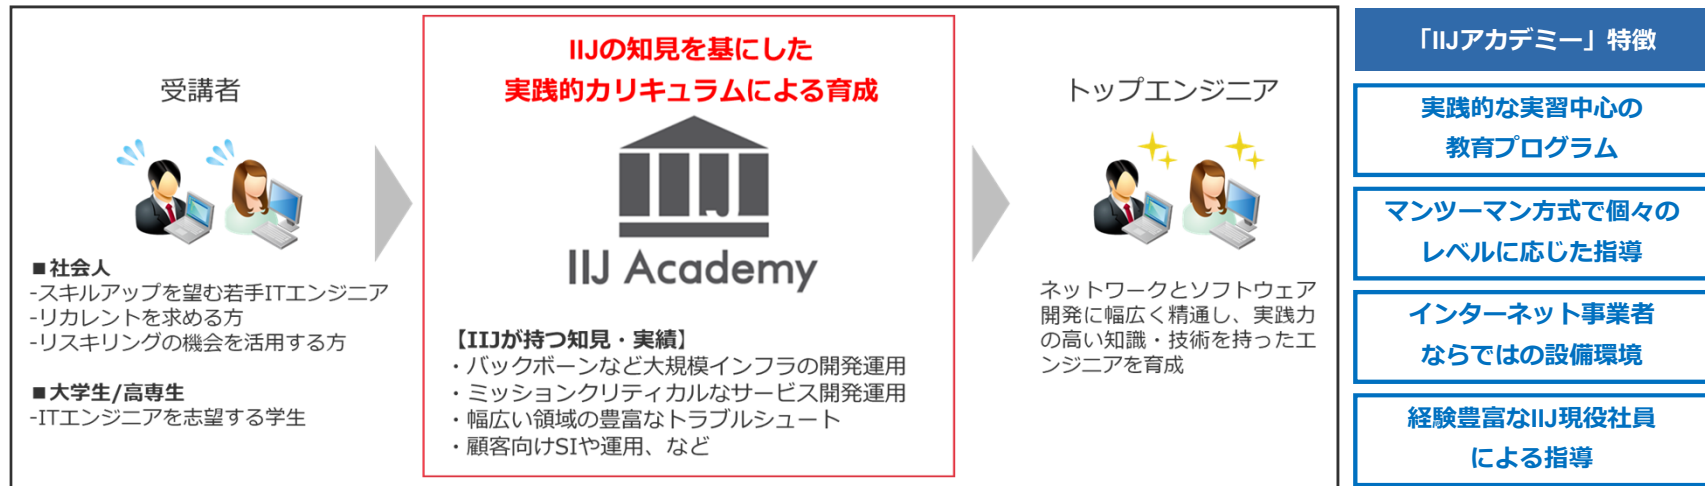 受講者
■社会人
-スキルアップを望む若手ITエンジニア
-リカレントを求める方
-リスキリングの機会を活用する方
■大学生/高専生
-ITエンジニアを志望する学生
IIJの知見を基にした
実践的カリキュラムによる育成
IIJ
IIJ Academy
【IIJが持つ知見・実績】
・バックボーンなど大規模インフラの開発運用
・ミッションクリティカルなサービス開発運用
・幅広い領域の豊富なトラブルシュート
・顧客向けSIや運用、など
トップエンジニア
ネットワークとソフトウェア
開発に幅広く精通し、実践力
の高い知識・技術を持ったエ
ンジニアを育成
「IIJアカデミー」特徴
実践的な実習中心の
教育プログラム
マンツーマン方式で個々の
レベルに応じた指導
インターネット事業者
ならではの設備環境
経験豊富なIIJ現役社員
による指導